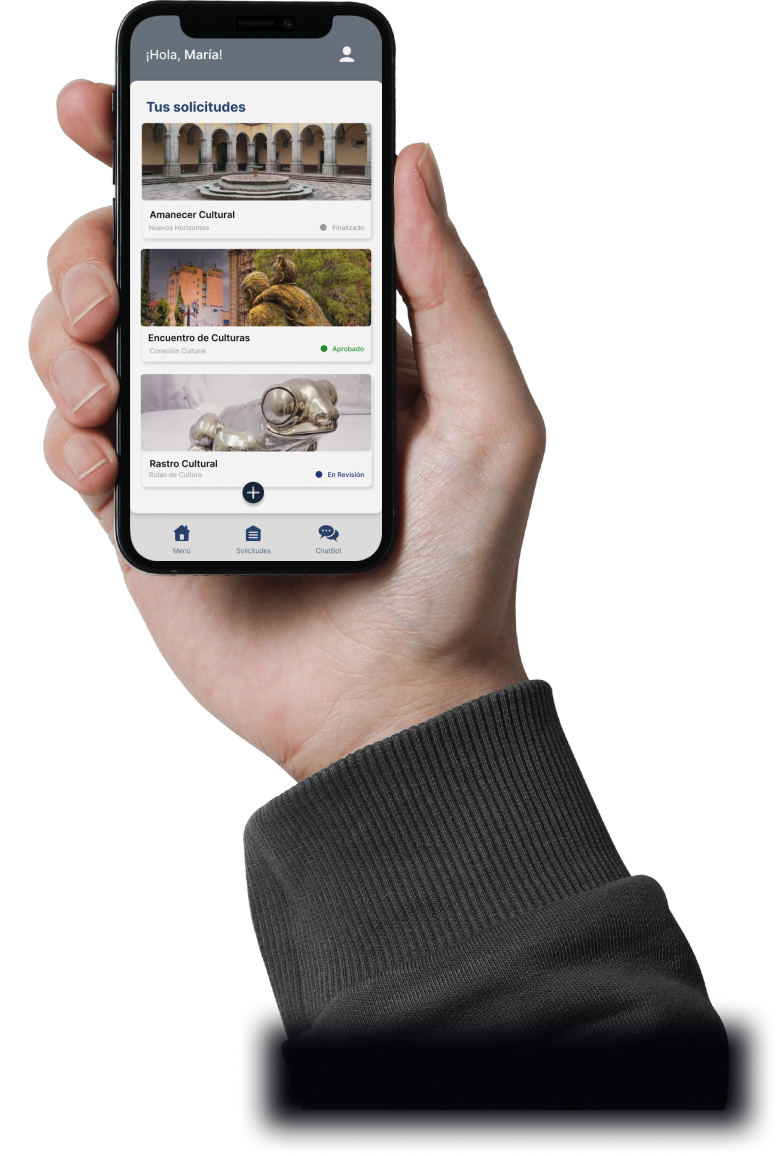 ¡Hola, María!
Tus solicitudes
Amanecer Cultural
Nuevos Horizontes
Finalizado
Encuentro de Culturas
Conexión Cultural
Aprobado
Rastro Cultural
Rutas de Cultura
En Revisión
Menú
Solicitudes
ChatBot